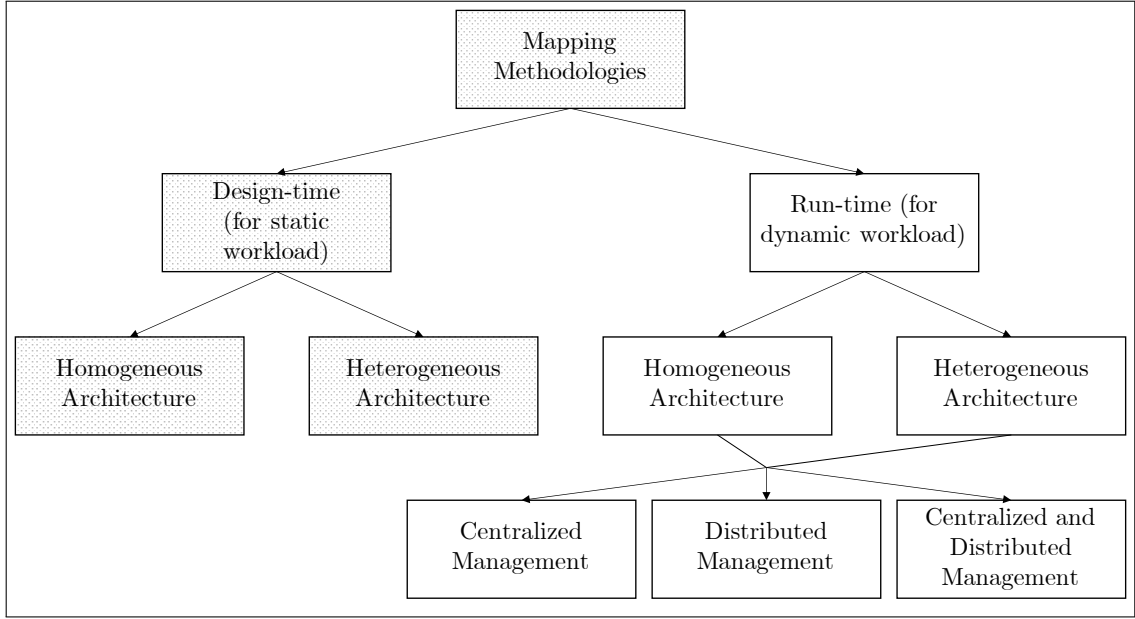 Mapping
Methodologies
Design-time
(for static
workload)
Run-time (for
dynamic workload)
Homogeneous
Architecture
Heterogeneous
Architecture
Homogeneous
Architecture
Heterogeneous
Architecture
Centralized
Management
Distributed
Management
Centralized and
Distributed
Management